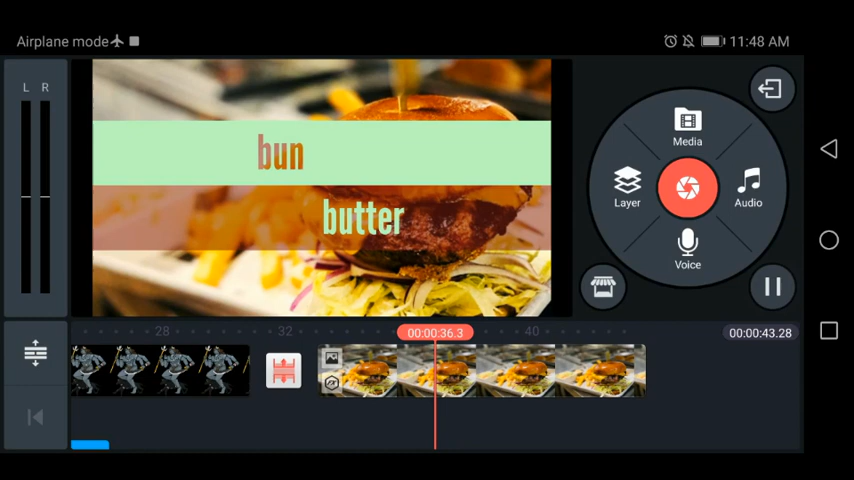 Airplane mode
11:48 AM
L R
bun
butter
Media
Layer
Audio
Voice
28
32
00:00:36.3
40
00:00:43.28